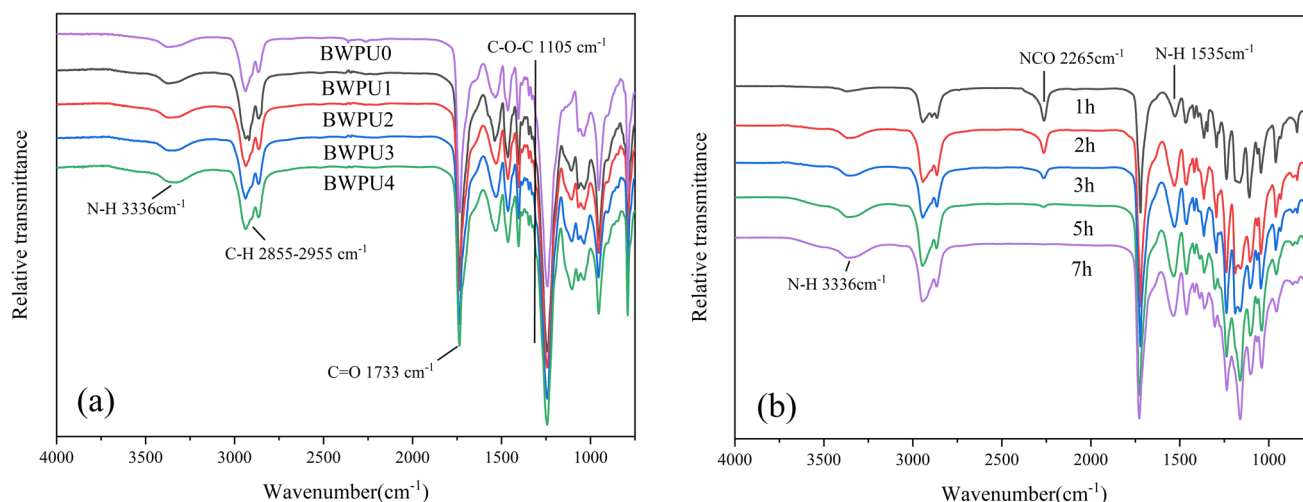 BWPU0
BWPU1
BWPU2
BWPU3
BWPU4
C-O-C 1105 cm-1
N-H 3336cm-1
C-H 2855-2955 cm-1
C=O 1733 cm-1
(a)
Relative transmittance
4000 3500 3000 2500 2000 1500 1000
Wavenumber(cm-1)
NCO 2265cm-1
N-H 1535cm-1
1h
2h
3h
5h
7h
N-H 3336cm-1
(b)
Relative transmittance
4000 3500 3000 2500 2000 1500 1000
Wavenumber(cm-1)